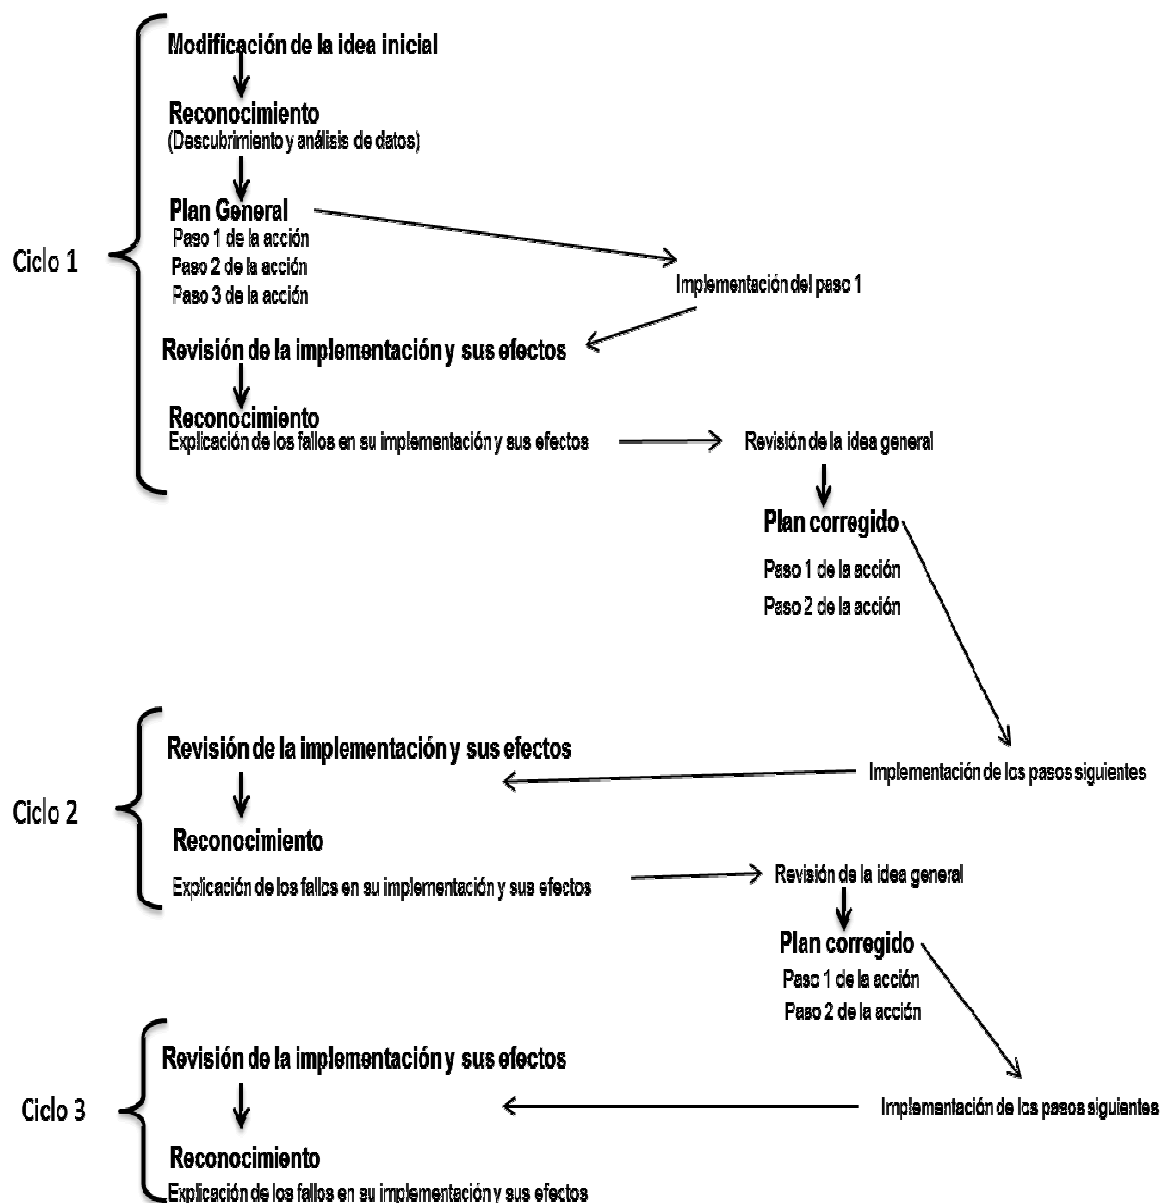 Modificación de la idea inicial
Reconocimiento
(Descubrimiento y análisis de datos)
Plan General
Paso 1 de la acción
Ciclo 1
Paso 2 de la acción
Implementación del paso 1
Paso 3 de la acción
Revisión de la implementación y sus efectos
Reconocimiento
Explicación de los fallos en su implementación y sus efectos
Revisión de la idea general
Plan corregido
Paso 1 de la acción
Paso 2 de la acción
Revisión de la implementación y sus efectos
Implementación de los pasos siguientes
Ciclo 2
Reconocimiento
Explicación de los fallos en su implementación y sus efectos
Revisión de la idea general
Plan corregido
Paso 1 de la acción
Paso 2 de la acción
Revisión de la implementación y sus efectos
Ciclo 3
Implementación de los pasos siguientes
Reconocimiento
Explicación de los fallos en su implementación y sus efectos